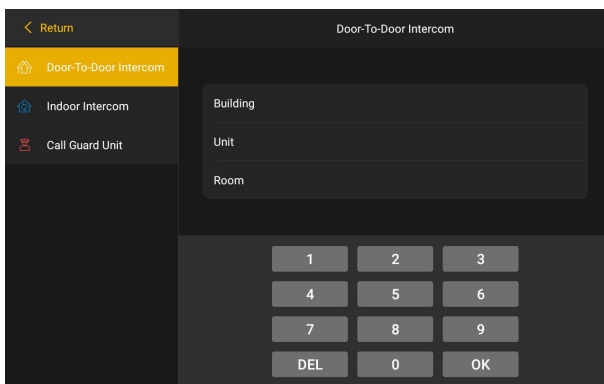 Return
Door-To-Door Intercom
Door-To-Door Intercom
Indoor Intercom
Call Guard Unit
Building
Unit
Room
1 2 3
4 5 6
7 8 9
DEL 0 OK